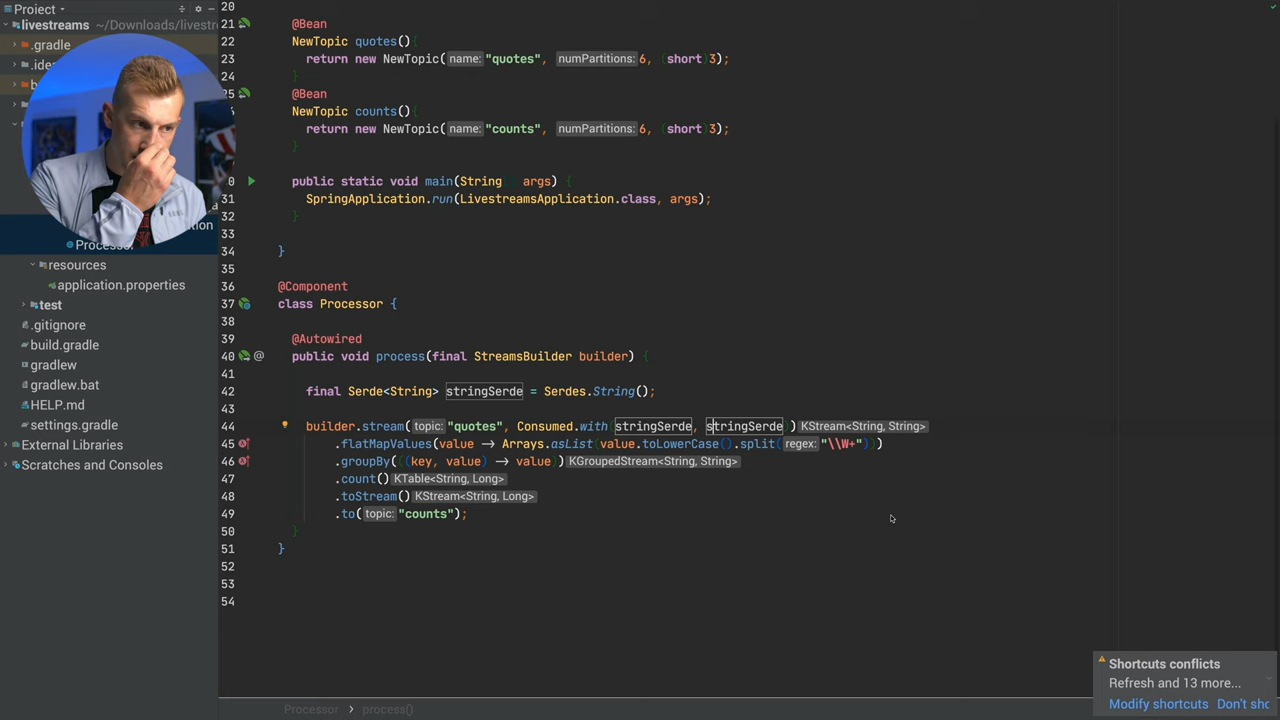 Project
livestreams ~/Downloads/livestr
.gradle
.ide
b
Processor
resources
application.properties
test
.gitignore
build.gradle
gradlew
gradlew.bat
HELP.md
settings.gradle
External Libraries
Scratches and Consoles
20
21 @Bean
22 NewTopic quotes(){
23 return new NewTopic( name: "quotes", numPartitions: 6, (short)3);
24 }
25 @Bean
6 NewTopic counts(){
return new NewTopic( name: "counts", numPartitions: 6, (short)3);
}
0 public static void main(String args) {
31 SpringApplication.run(LivestreamsApplication.class, args);
32 }
33
34 }
35
36 @Component
37 class Processor {
38
39 @Autowired
40 @ public void process(final StreamsBuilder builder) {
41
42 final Serde<String> stringSerde = Serdes.String();
43
44 builder.stream( topic: "quotes", Consumed.with(stringSerde, stringSerde)) KStream<String, String>
45 .flatMapValues(value → Arrays.asList(value.toLowerCase().split( regex: "\\W+")))
46 .groupBy((key, value) → value) KGroupedStream<String, String>
47 .count() KTable<String, Long>
48 .toStream() KStream<String, Long>
49 .to( topic: "counts");
50 }
51 }
52
53
54
Shortcuts conflicts
Refresh and 13 more...
Modify shortcuts Don't sho
Processor > process()